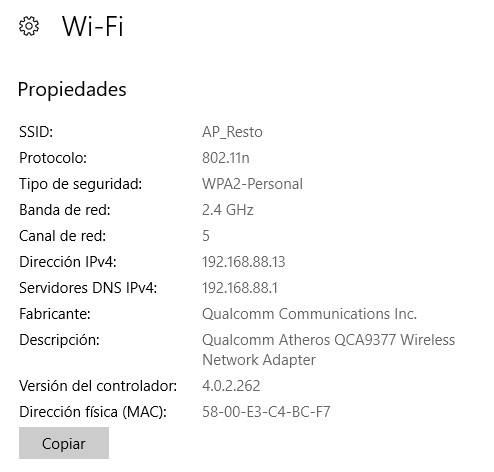 Wi-Fi
Propiedades
SSID: AP_Resto
Protocolo: 802.11n
Tipo de seguridad: WPA2-Personal
Banda de red: 2.4 GHz
Canal de red: 5
Dirección IPv4: 192.168.88.13
Servidores DNS IPv4: 192.168.88.1
Fabricante: Qualcomm Communications Inc.
Descripción: Qualcomm Atheros QCA9377 Wireless
Network Adapter
Versión del controlador: 4.0.2.262
Dirección física (MAC): 58-00-E3-C4-BC-F7
Copiar